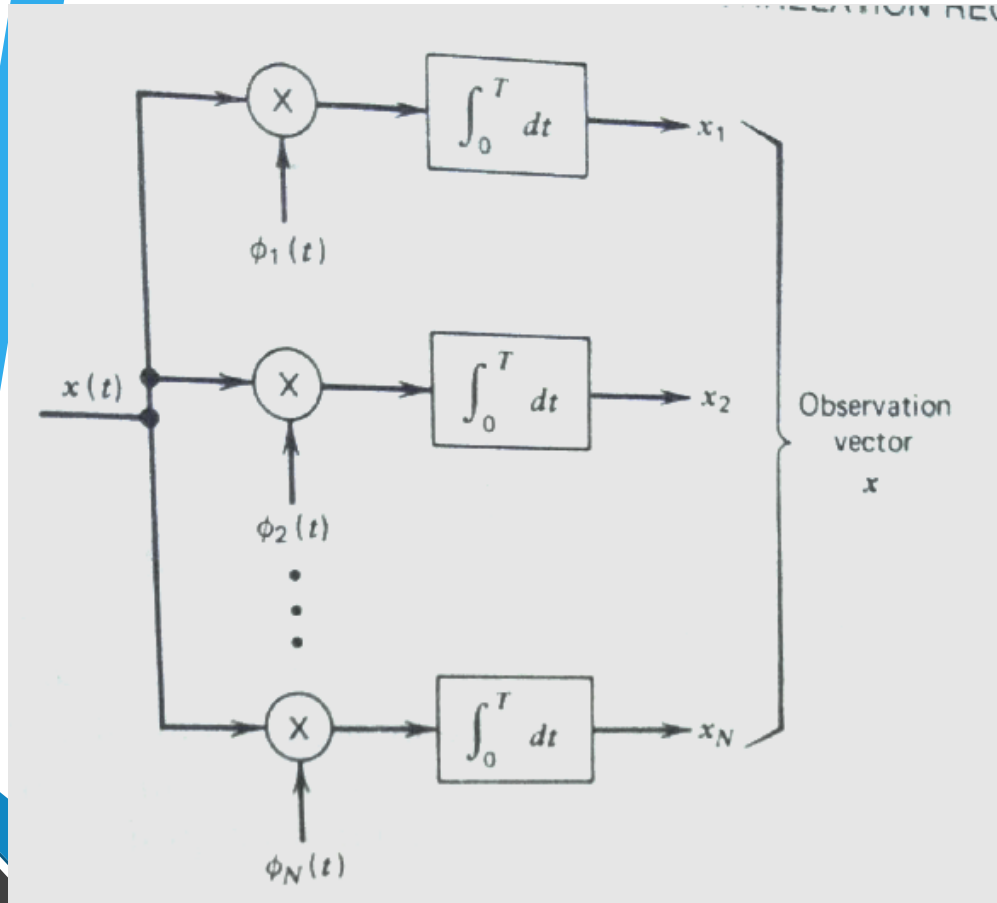 ∫₀ᵀ dt
x₁
ϕ₁(t)
x(t)
∫₀ᵀ dt
x₂
Observation
vector
x
ϕ₂(t)
∫₀ᵀ dt
x_N
ϕ_N(t)